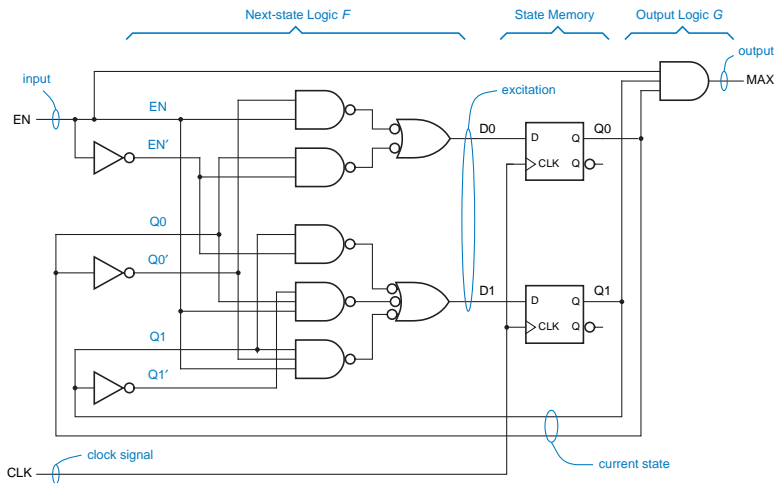 Next-state Logic F
State Memory
Output Logic G
input
EN
EN
EN′
excitation
output
MAX
D0
D
Q
CLK
Q
Q0
Q0
Q0′
D1
D
Q
CLK
Q
Q1
Q1
Q1′
CLK
clock signal
current state